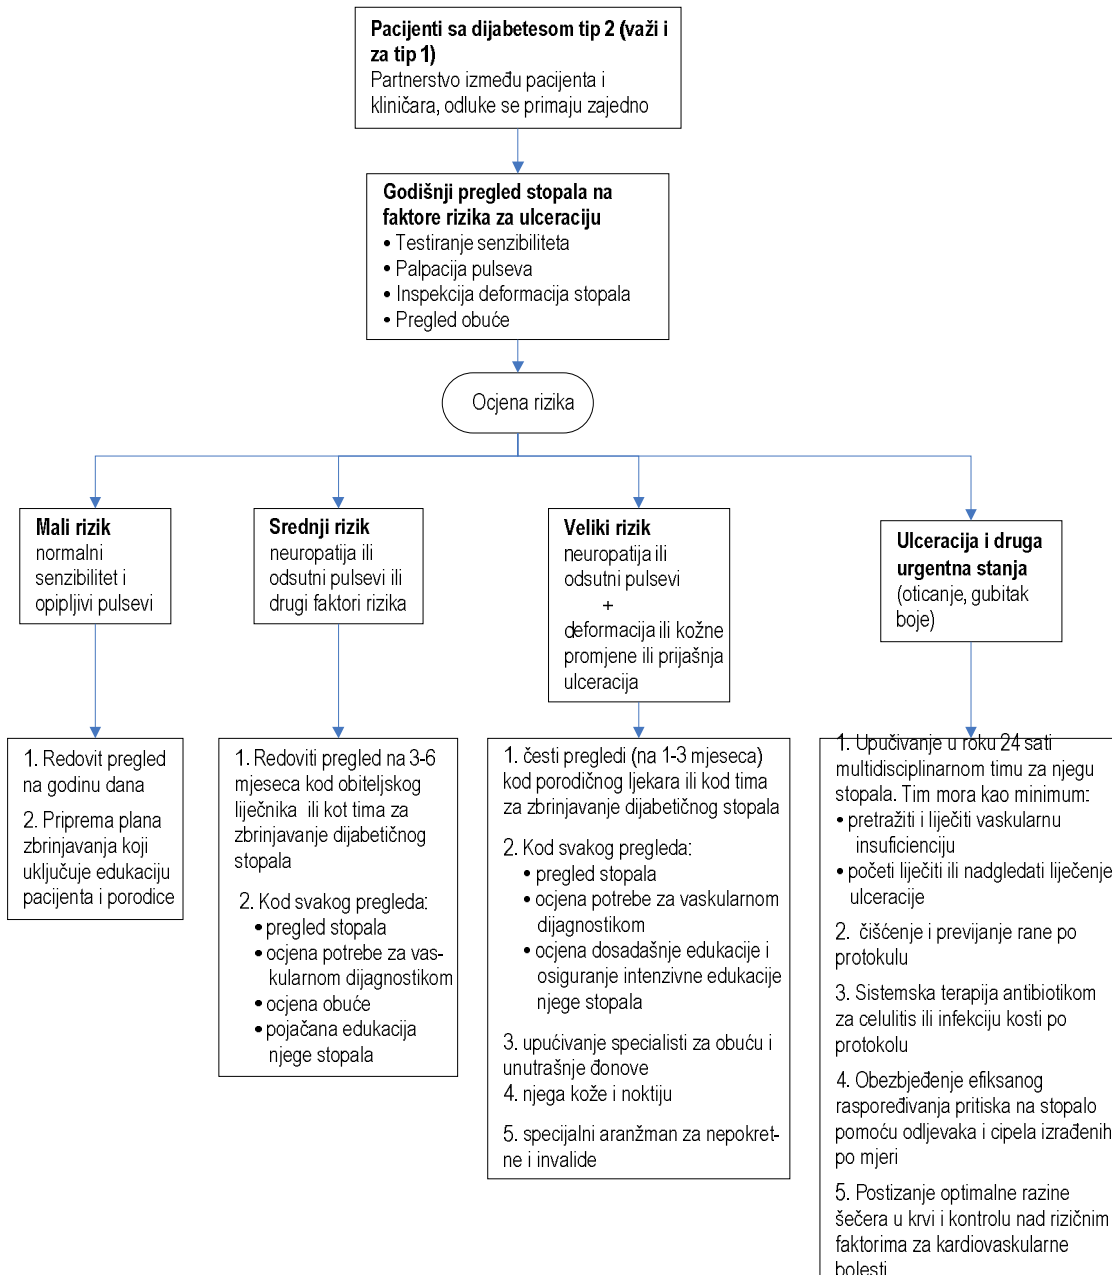 Pacijenti sa dijabetesom tip 2 (važi i
za tip 1)
Partnerstvo između pacijenta i
kliničara, odluke se primaju zajedno
Godišnji pregled stopala na
faktore rizika za ulceraciju
• Testiranje senzibiliteta
• Palpacija pulseva
• Inspekcija deformacija stopala
• Pregled obuće
Ocjena rizika
Mali rizik
normalni
senzibilitet i
opipljivi pulsevi
Srednji rizik
neuropatija ili
odsutni pulsevi ili
drugi faktori rizika
Veliki rizik
neuropatija ili
odsutni pulsevi
+
deformacija ili kožne
promjene ili prijašnja
ulceracija
Ulceracija i druga
urgentna stanja
(oticanje, gubitak
boje)
1. Redovit pregled
na godinu dana
2. Priprema plana
zbrinjavanja koji
uključuje edukaciju
pacijenta i porodice
1. Redoviti pregled na 3-6
mjeseca kod obiteljskog
liječnika ili kot tima za
zbrinjavanje dijabetičnog
stopala
2. Kod svakog pregleda:
• pregled stopala
• ocjena potrebe za vas-
kularnom dijagnostikom
• ocjena obuće
• pojačana edukacija
njege stopala
1. česti pregledi (na 1-3 mjeseca)
kod porodičnog ljekara ili kod tima
za zbrinjavanje dijabetičnog stopala
2. Kod svakog pregleda:
• pregled stopala
• ocjena potrebe za vaskularnom
dijagnostikom
• ocjena dosadašnje edukacije i
osiguranje intenzivne edukacije
njege stopala
3. upućivanje specialisti za obuću i
unutrašnje đonove
4. njega kože i noktiju
5. specijalni aranžman za nepokret-
ne i invalide
1. Upučivanje u roku 24 sati
multidisciplinarnom timu za njegu
stopala. Tim mora kao minimum:
• pretražiti i liječiti vaskularnu
insuficienciju
• početi liječiti ili nadgledati liječenje
ulceracije
2. čišćenje i previjanje rane po
protokulu
3. Sistemska terapija antibiotikom
za celulitis ili infekciju kosti po
protokolu
4. Obezbjeđenje efiksanog
raspoređivanja pritiska na stopalo
pomoću odljevaka i cipela izrađenih
po mjeri
5. Postizanje optimalne razine
šečera u krvi i kontrolu nad rizičnim
faktorima za kardiovaskularne
bolesti